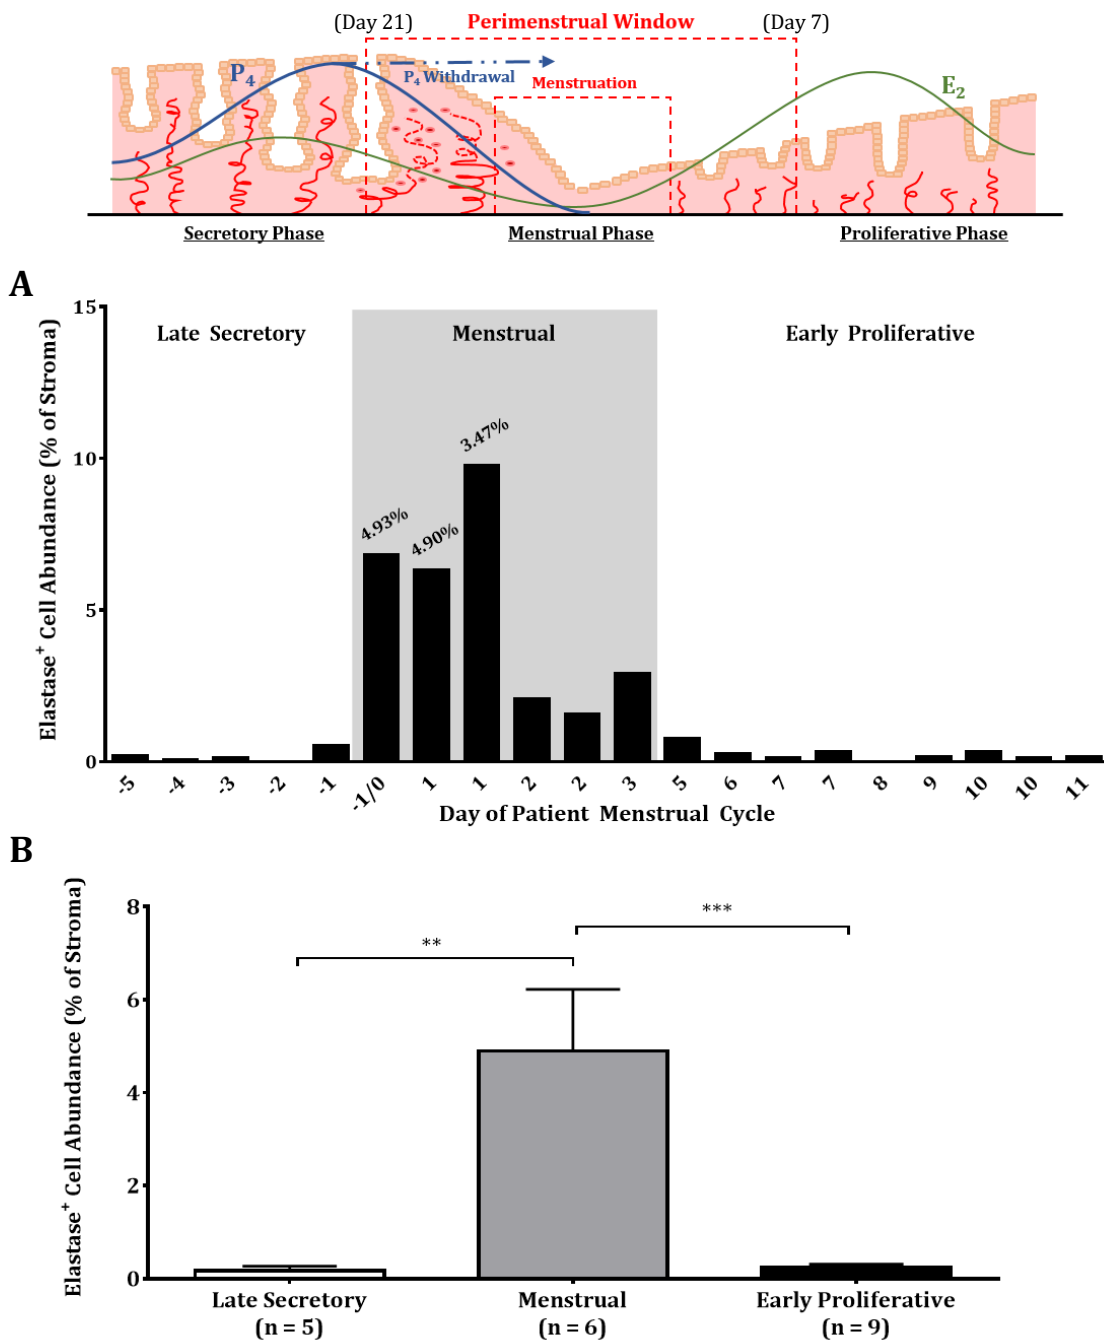 (Day 21) Perimenstrual Window (Day 7)
P4 P4 Withdrawal Menstruation E2
Secretory Phase Menstrual Phase Proliferative Phase
A
Elastase+ Cell Abundance (% of Stroma)
15
10
5
0
Late Secretory Menstrual Early Proliferative
4.93% 4.90% 3.47%
-5 -4 -3 -2 -1 -1/0 1 1 2 2 3 5 6 7 7 8 9 10 10 11
Day of Patient Menstrual Cycle
B
Elastase+ Cell Abundance (% of Stroma)
8
6
4
2
0
** ***
Late Secretory Menstrual Early Proliferative
(n = 5) (n = 6) (n = 9)